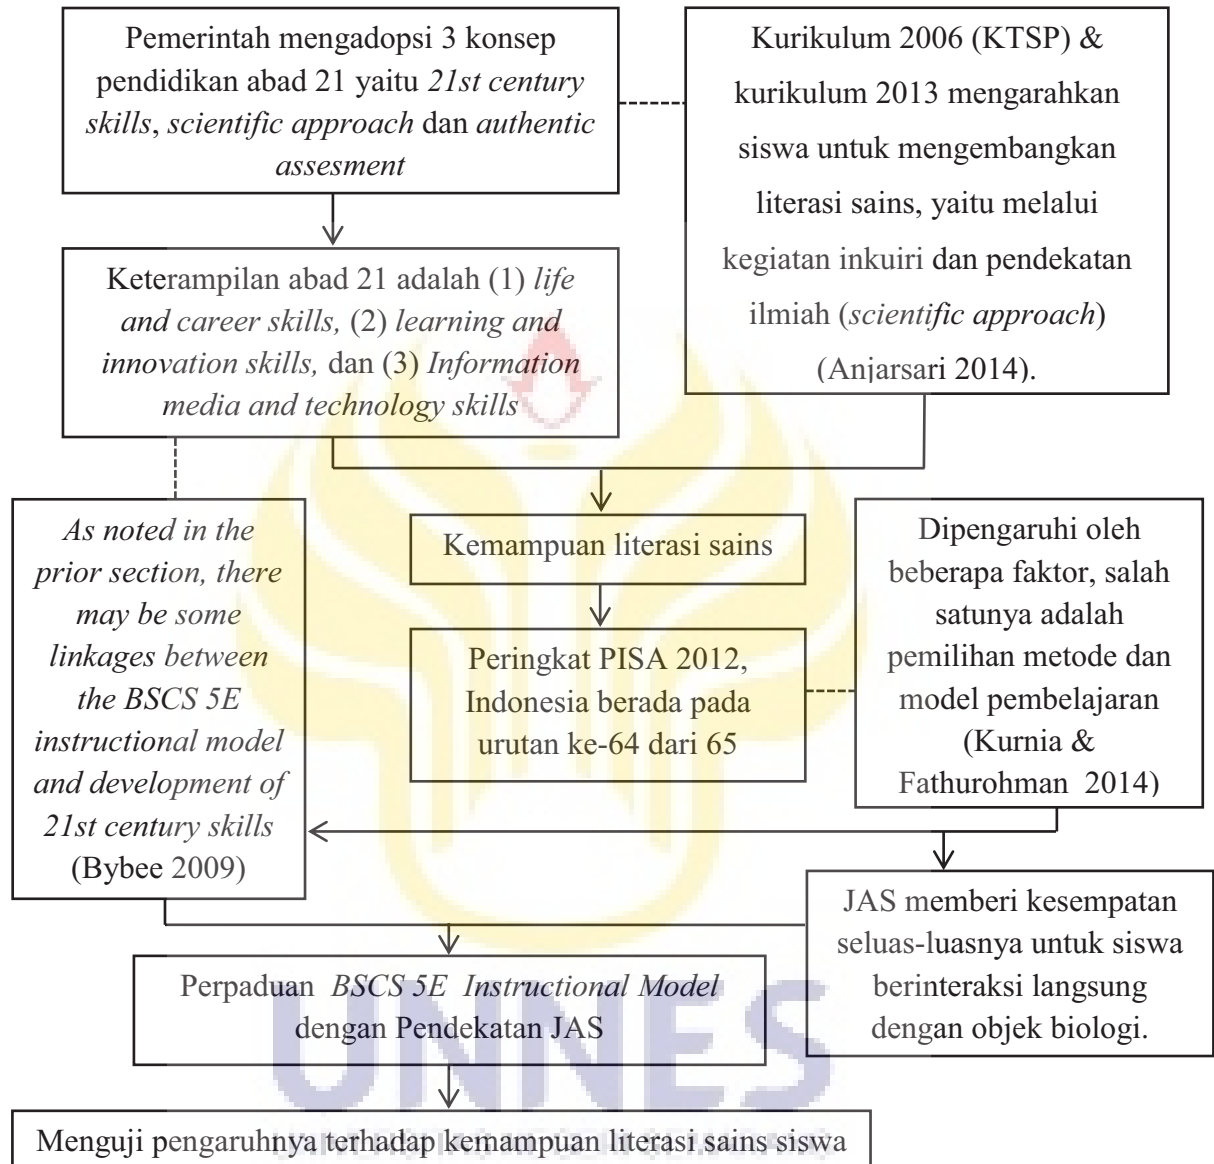 Pemerintah mengadopsi 3 konsep
pendidikan abad 21 yaitu 21st century
skills, scientific approach dan authentic
assesment
Kurikulum 2006 (KTSP) &
kurikulum 2013 mengarahkan
siswa untuk mengembangkan
literasi sains, yaitu melalui
kegiatan inkuiri dan pendekatan
ilmiah (scientific approach)
(Anjarsari 2014).
Keterampilan abad 21 adalah (1) life
and career skills, (2) learning and
innovation skills, dan (3) Information
media and technology skills
As noted in the
prior section, there
may be some
linkages between
the BSCS 5E
instructional model
and development of
21st century skills
(Bybee 2009)
Kemampuan literasi sains
Peringkat PISA 2012,
Indonesia berada pada
urutan ke-64 dari 65
Dipengaruhi oleh
beberapa faktor, salah
satunya adalah
pemilihan metode dan
model pembelajaran
(Kurnia &
Fathurohman 2014)
JAS memberi kesempatan
seluas-luasnya untuk siswa
berinteraksi langsung
dengan objek biologi.
Perpaduan BSCS 5E Instructional Model
dengan Pendekatan JAS
UNNES
Menguji pengaruhnya terhadap kemampuan literasi sains siswa